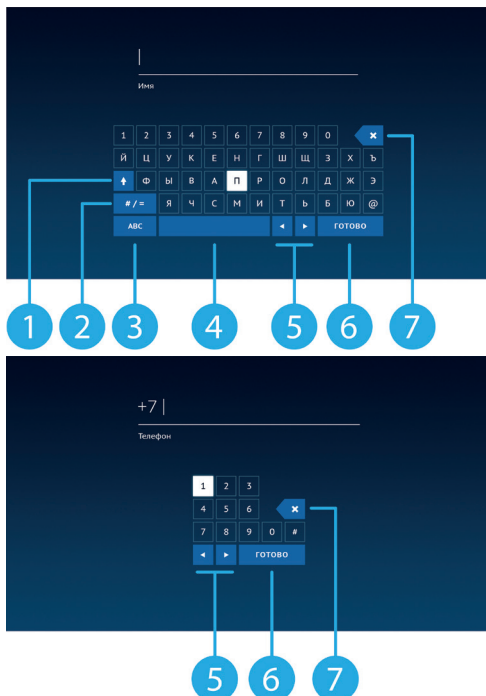 Имя
1 2 3 4 5 6 7 8 9 0 ×
Й Ц У К Е Н Г Ш Щ З Х Ъ
Ф Ы В А П Р О Л Д Ж Э
# / = Я Ч С М И Т Ь Б Ю @
ABC ◄ ► ГОТОВО
1 2 3 4 5 6 7
+7
Телефон
1 2 3
4 5 6 ×
7 8 9 0 #
◄ ► ГОТОВО
5 6 7